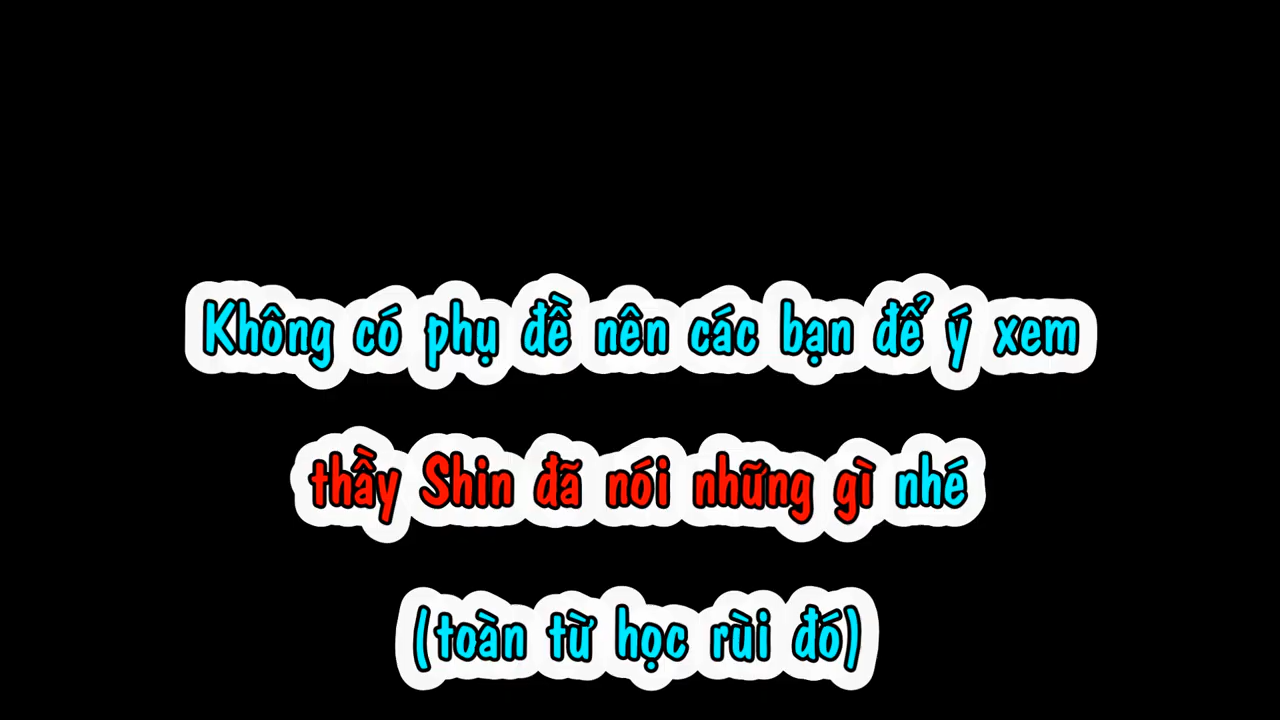 Không có phụ đề nên các bạn để ý xem
thầy Shin đã nói những gì nhé
(toàn từ học rùi đó)